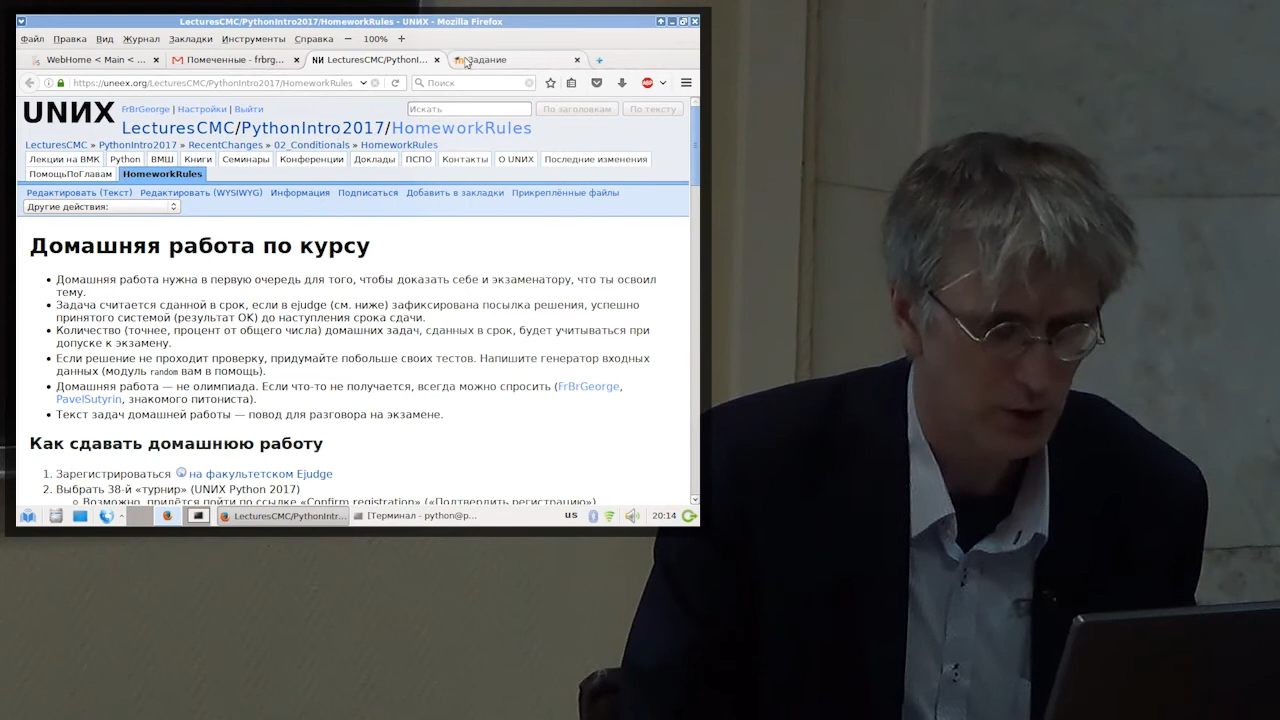 LecturesCMC/PythonIntro2017/HomeworkRules - UNИX - Mozilla Firefox
Файл Правка Вид Журнал Закладки Инструменты Справка − 100% +
WebHome < Main < ... Помеченные - frbrg... LecturesCMC/PythonI... Задание
https://uneex.org/LecturesCMC/PythonIntro2017/HomeworkRules Поиск
UNИX FrBrGeorge | Настройки | Выйти Искать По заголовкам По тексту
LecturesCMC/PythonIntro2017/HomeworkRules
LecturesCMC » PythonIntro2017 » RecentChanges » 02_Conditionals » HomeworkRules
Лекции на ВМК Python ВМШ Книги Семинары Конференции Доклады ПСПО Контакты О UNИX Последние изменения
ПомощьПоГлавам HomeworkRules
Редактировать (Текст) Редактировать (WYSIWYG) Информация Подписаться Добавить в закладки Прикреплённые файлы
Другие действия:
Домашняя работа по курсу
• Домашняя работа нужна в первую очередь для того, чтобы доказать себе и экзаменатору, что ты освоил
тему.
• Задача считается сданной в срок, если в ejudge (см. ниже) зафиксирована посылка решения, успешно
принятого системой (результат OK) до наступления срока сдачи.
• Количество (точнее, процент от общего числа) домашних задач, сданных в срок, будет учитываться при
допуске к экзамену.
• Если решение не проходит проверку, придумайте побольше своих тестов. Напишите генератор входных
данных (модуль random вам в помощь).
• Домашняя работа — не олимпиада. Если что-то не получается, всегда можно спросить (FrBrGeorge,
PavelSutyrin, знакомого питониста).
• Текст задач домашней работы — повод для разговора на экзамене.
Как сдавать домашнюю работу
1. Зарегистрироваться на факультетском Ejudge
2. Выбрать 38-й «турнир» (UNИX Python 2017)
Возможно, придётся пойти по ссылке «Confirm registration» («Подтвердить регистрацию»)
LecturesCMC/PythonIntr... [Терминал - python@p... us 20:14